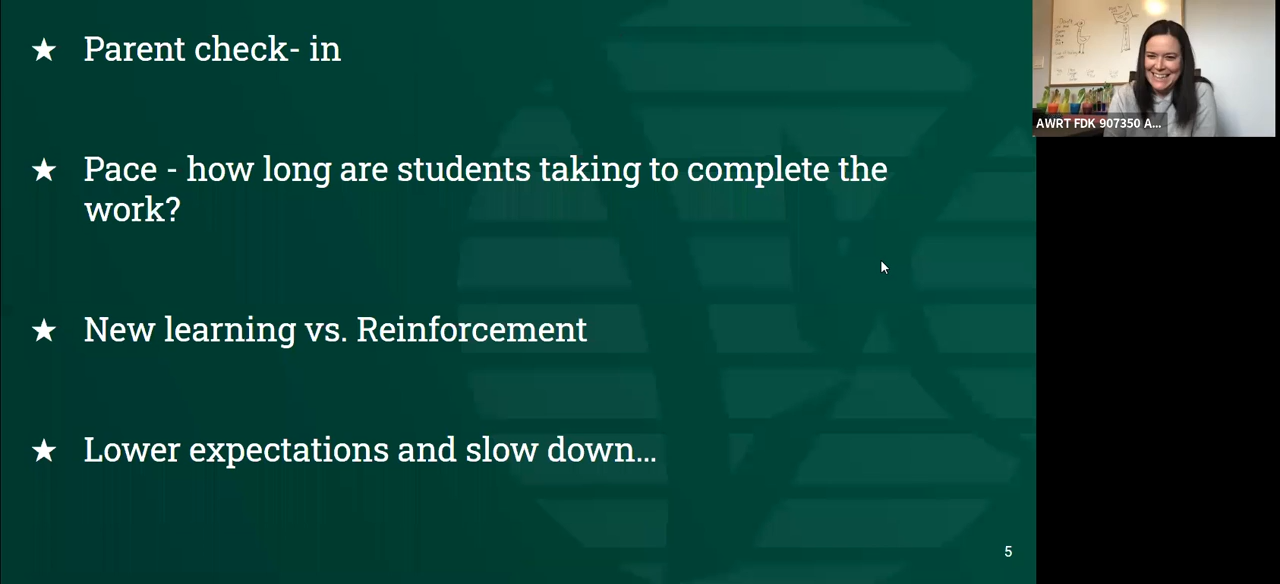 ★ Parent check- in
★ Pace - how long are students taking to complete the
work?
★ New learning vs. Reinforcement
★ Lower expectations and slow down...
5
AWRT FDK 907350 A...